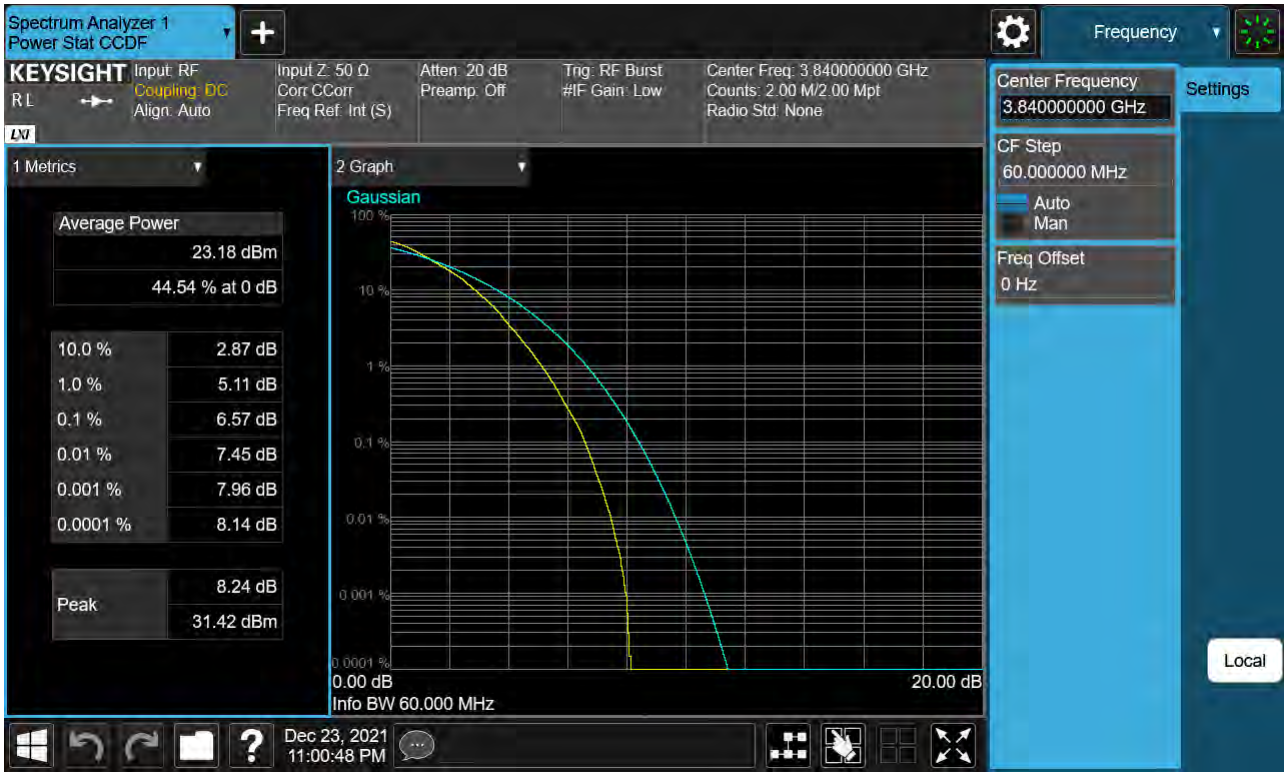 Spectrum Analyzer 1
Power Stat CCDF
+
Frequency
KEYSIGHT
RL
LXI
Input: RF
Coupling: DC
Align: Auto
Input Z: 50 Ω
Corr CCorr
Freq Ref: Int (S)
Atten: 20 dB
Preamp: Off
Trig: RF Burst
#IF Gain: Low
Center Freq: 3.840000000 GHz
Counts: 2.00 M/2.00 Mpt
Radio Std: None
Center Frequency
3.840000000 GHz
Settings
CF Step
60.000000 MHz
Auto
Man
Freq Offset
0 Hz
1 Metrics
Average Power
23.18 dBm
44.54 % at 0 dB
10.0 % 2.87 dB
1.0 % 5.11 dB
0.1 % 6.57 dB
0.01 % 7.45 dB
0.001 % 7.96 dB
0.0001 % 8.14 dB
Peak
8.24 dB
31.42 dBm
2 Graph
Gaussian
100 %
10 %
1 %
0.1 %
0.01 %
0.001 %
0.0001 %
0.00 dB 20.00 dB
Info BW 60.000 MHz
Local
?
Dec 23, 2021
11:00:48 PM